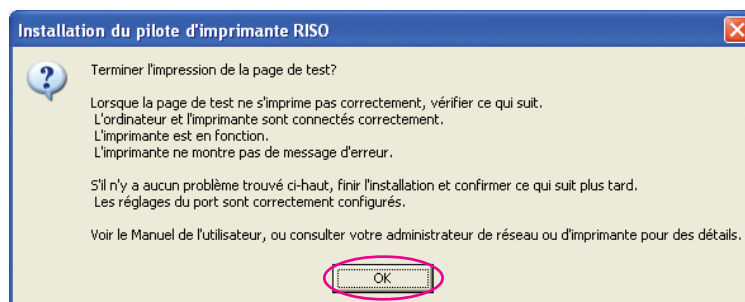 Installation du pilote d'imprimante RISO
Terminer l'impression de la page de test?
Lorsque la page de test ne s'imprime pas correctement, vérifier ce qui suit.
L'ordinateur et l'imprimante sont connectés correctement.
L'imprimante est en fonction.
L'imprimante ne montre pas de message d'erreur.
S'il n'y a aucun problème trouvé ci-haut, finir l'installation et confirmer ce qui suit plus tard.
Les réglages du port sont correctement configurés.
Voir le Manuel de l'utilisateur, ou consulter votre administrateur de réseau ou d'imprimante pour des détails.
OK